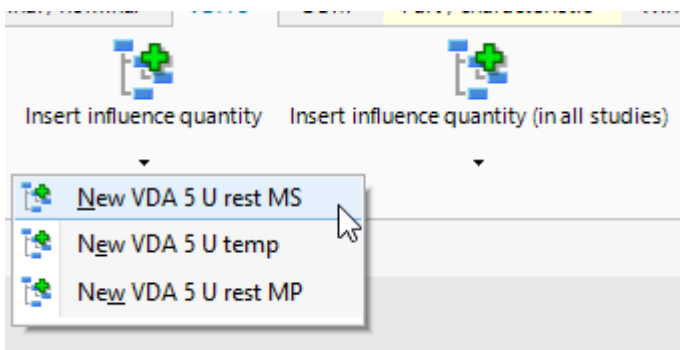 Insert influence quantity
Insert influence quantity (in all studies)
New VDA 5 U rest MS
New VDA 5 U temp
New VDA 5 U rest MP